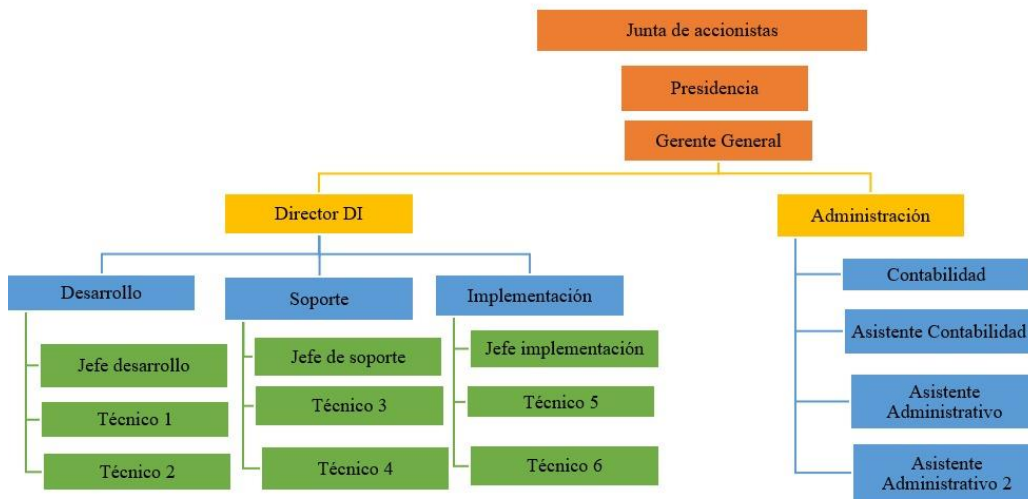 Junta de accionistas
Presidencia
Gerente General
Director DI
Administración
Desarrollo
Soporte
Implementación
Jefe desarrollo
Técnico 1
Técnico 2
Jefe de soporte
Técnico 3
Técnico 4
Jefe implementación
Técnico 5
Técnico 6
Contabilidad
Asistente Contabilidad
Asistente
Administrativo
Asistente
Administrativo 2